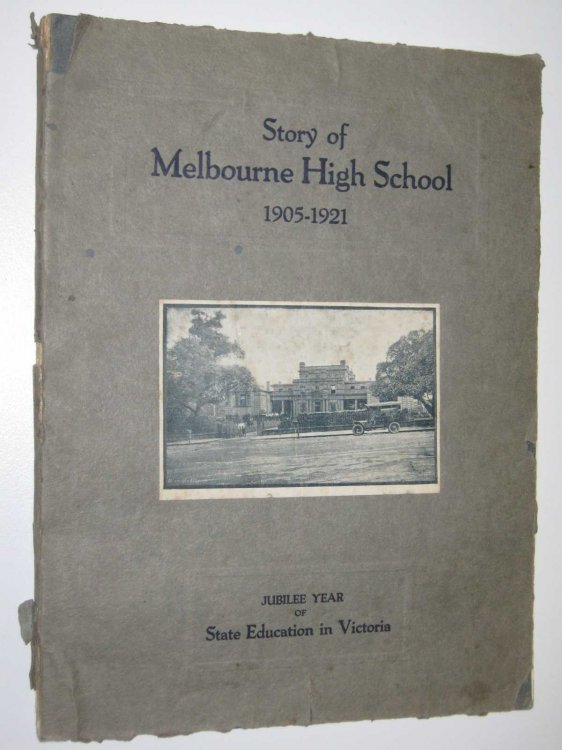 Story of
Melbourne High School
1905-1921
JUBILEE YEAR
OF
State Education in Victoria